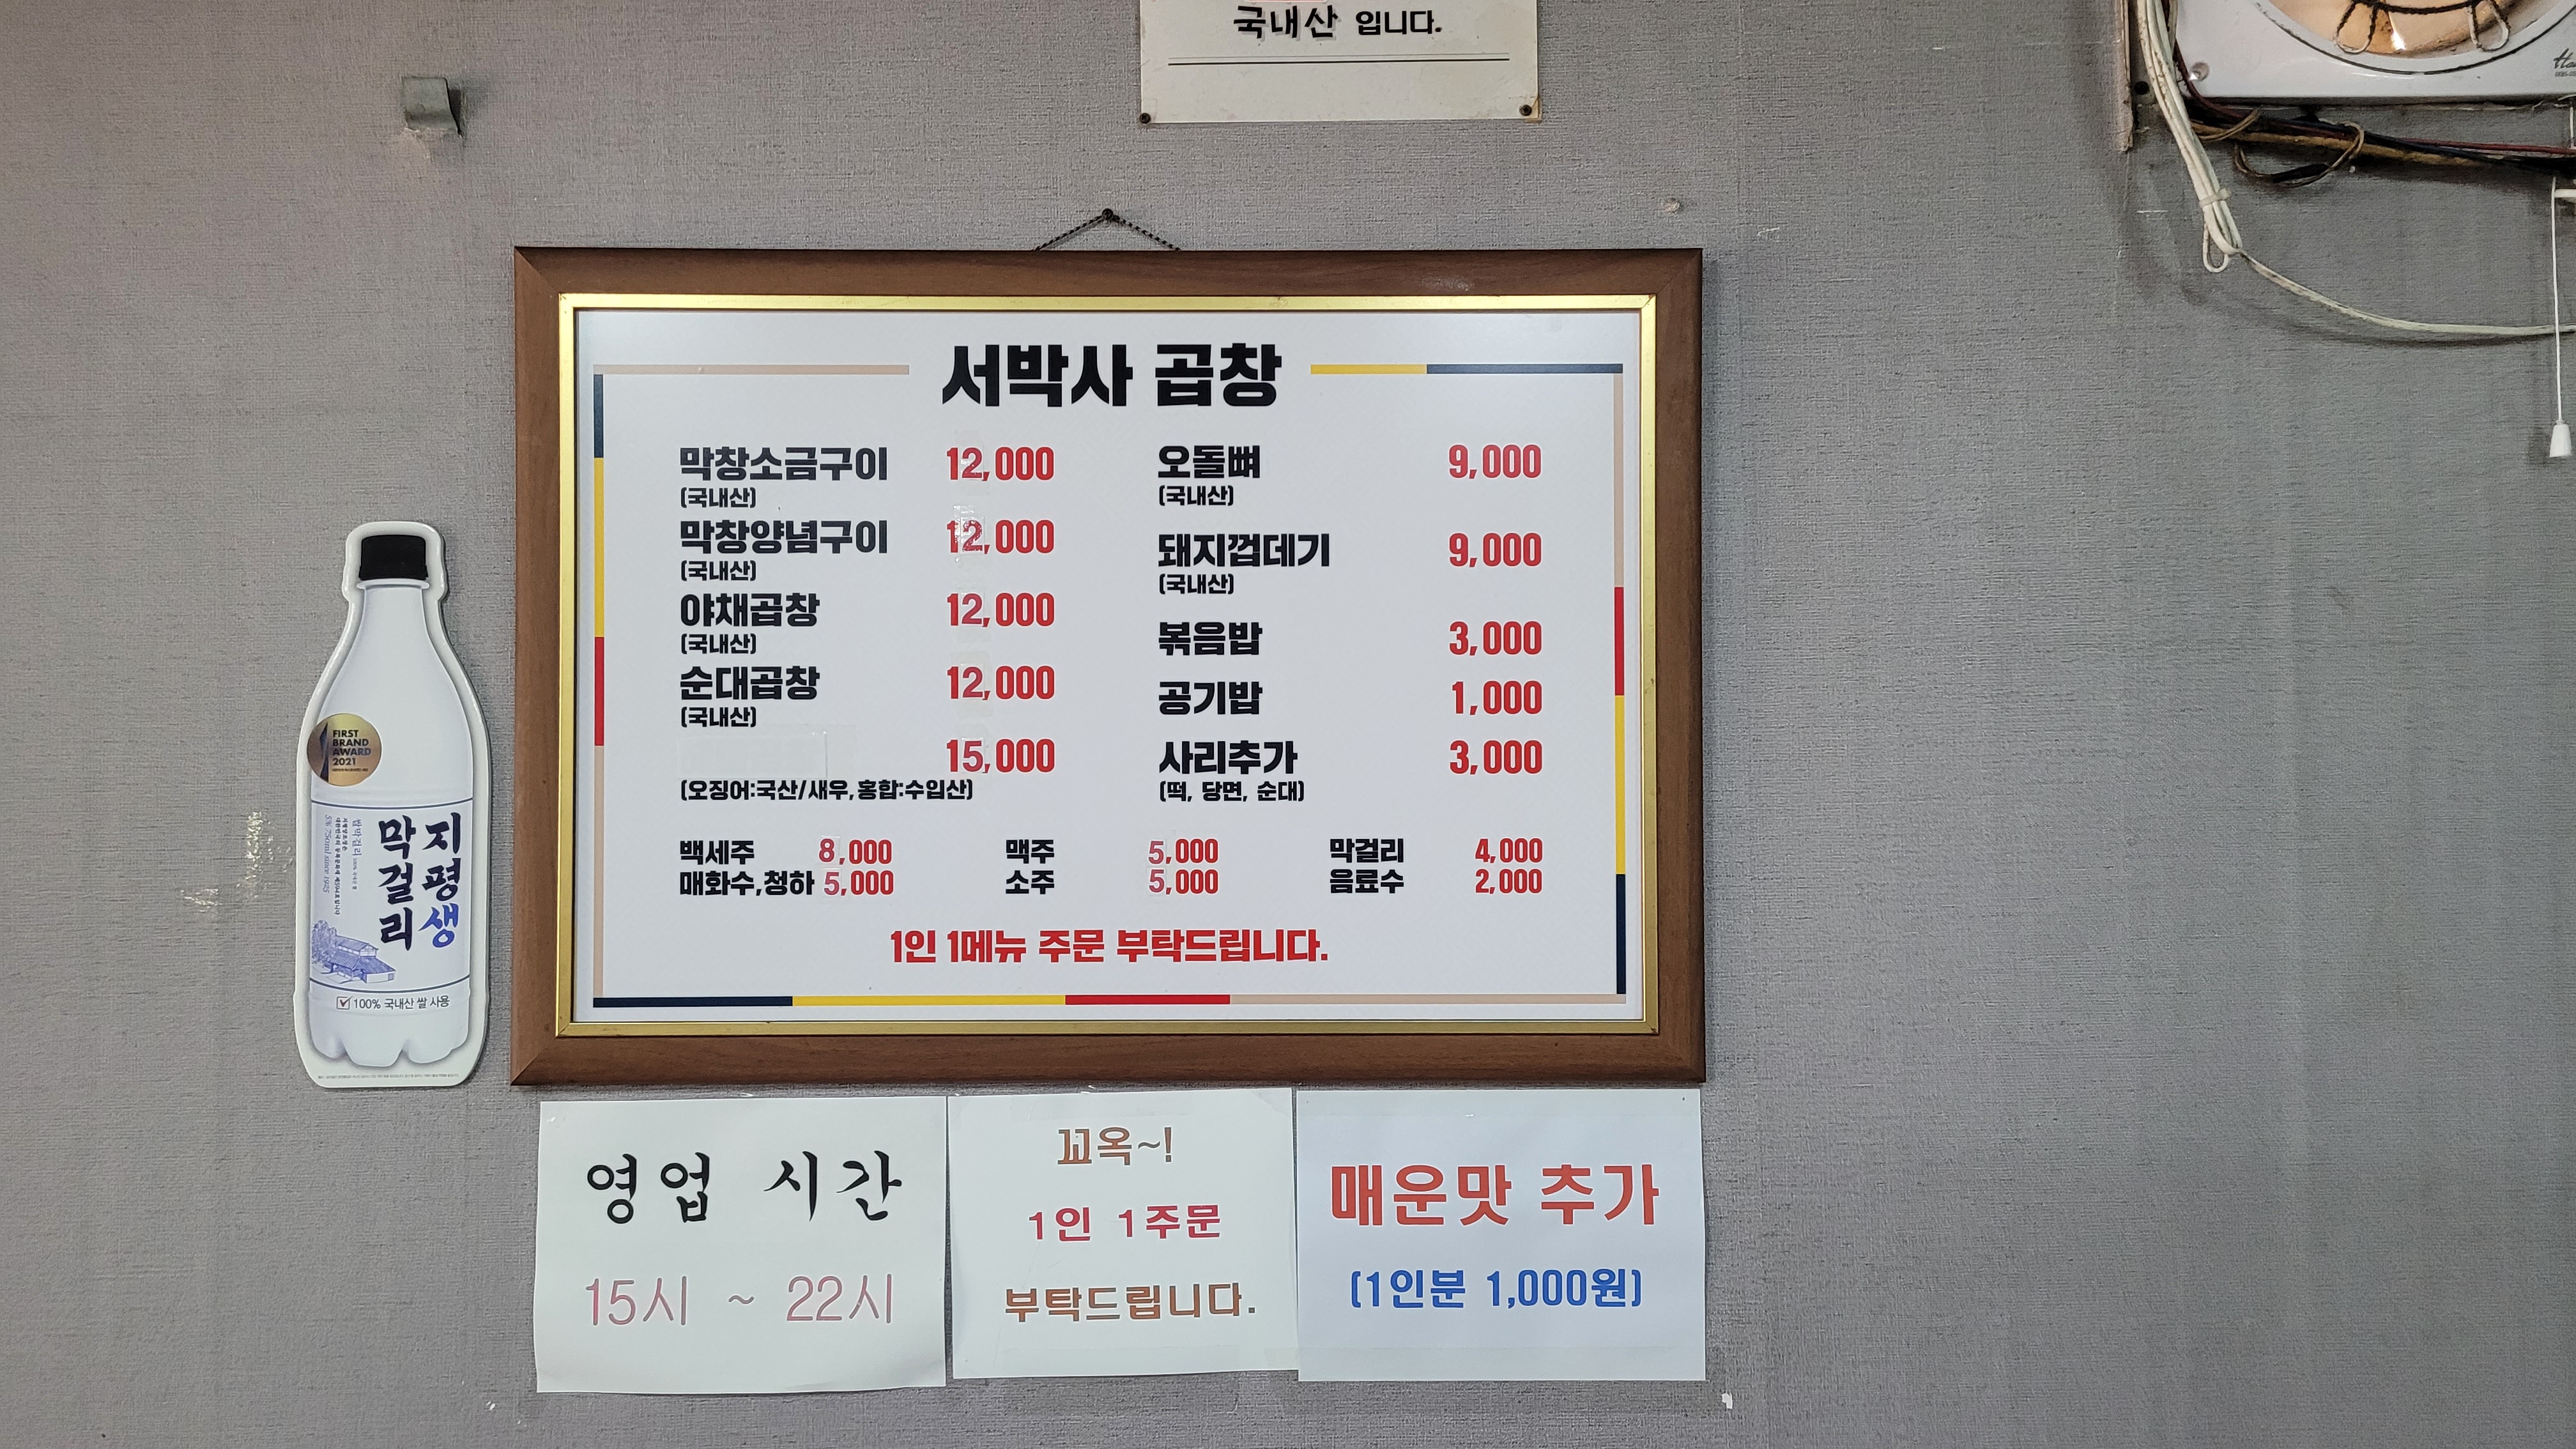 국내산 입니다.
서박사 곱창
막창소금구이 12,000
(국내산)
막창양념구이 12,000
(국내산)
야채곱창 12,000
(국내산)
순대곱창 12,000
(국내산)
15,000
(오징어:국산/새우,홍합:수입산)
오돌뼈 9,000
(국내산)
돼지껍데기 9,000
(국내산)
볶음밥 3,000
공기밥 1,000
사리추가 3,000
(떡, 당면, 순대)
백세주 8,000 맥주 5,000 막걸리 4,000
매화수,청하 5,000 소주 5,000 음료수 2,000
1인 1메뉴 주문 부탁드립니다.
FIRST
BRAND
AWARD
2021
지평생
막걸리
100% 국내산 쌀 사용
영업 시간
15시 ~ 22시
꼬옥~!
1인 1주문
부탁드립니다.
매운맛 추가
(1인분 1,000원)